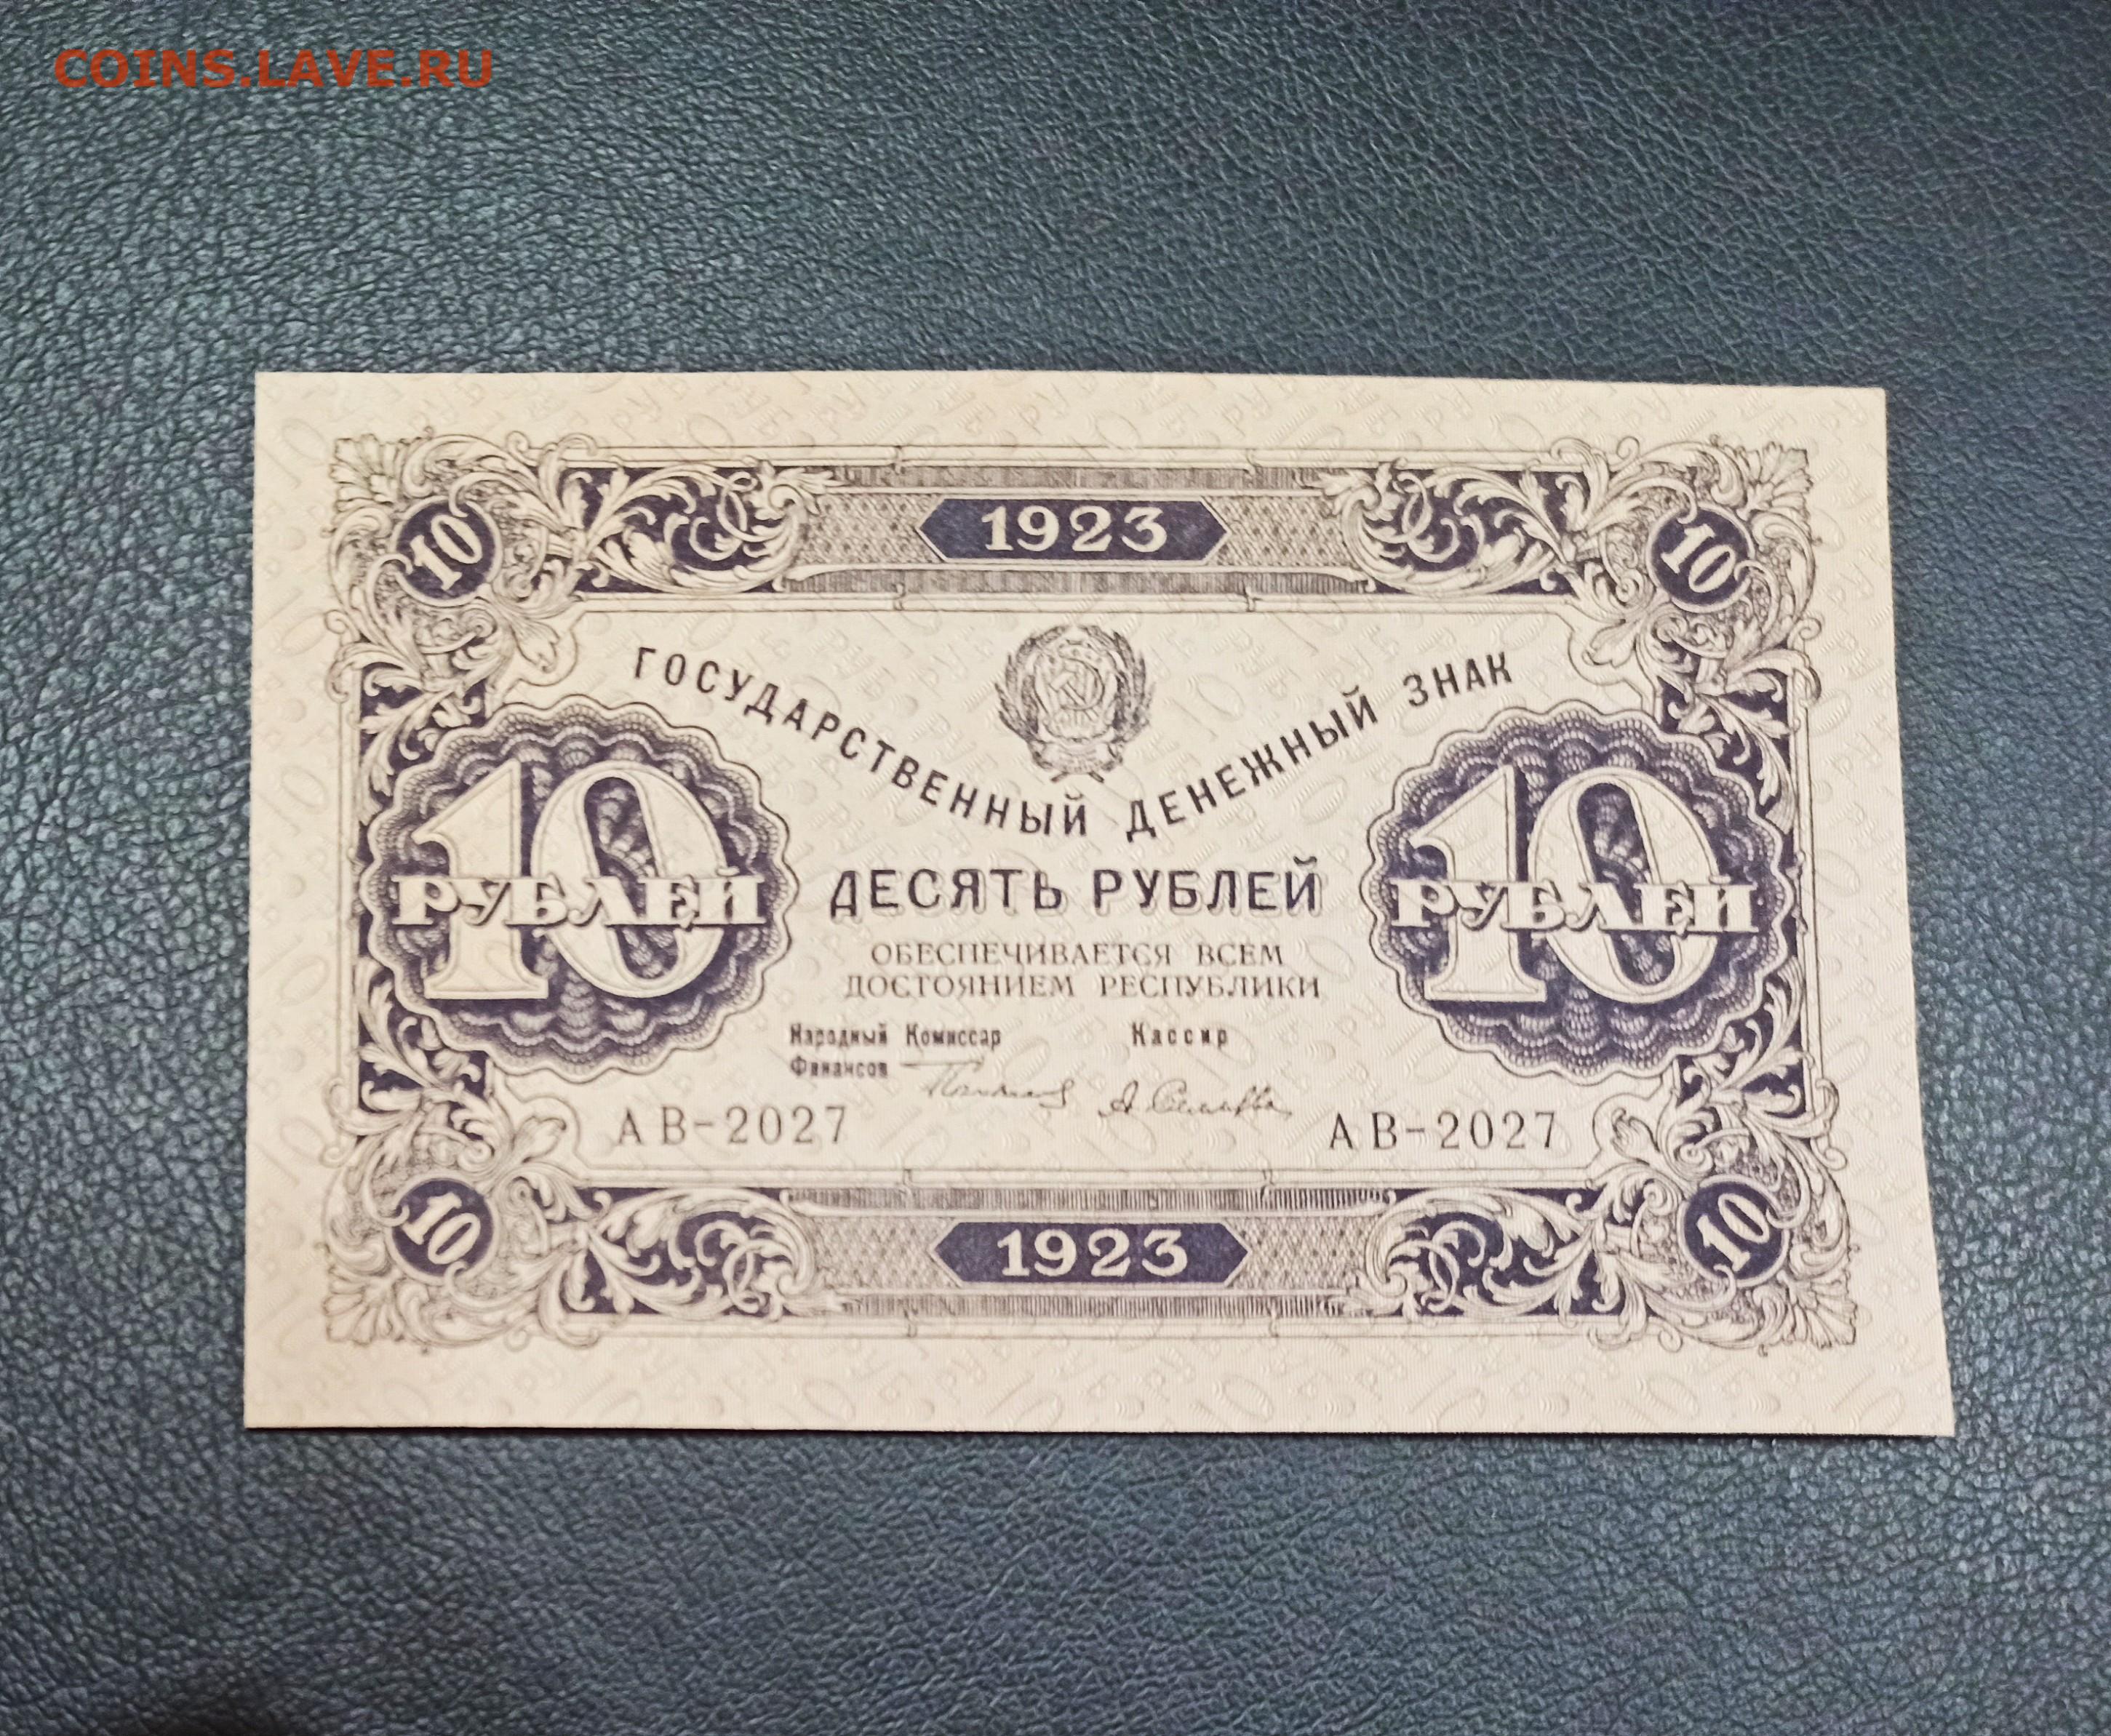 COINS.LAVE.RU
1923
10 10
ГОСУДАРСТВЕННЫЙ ДЕНЕЖНЫЙ ЗНАК
10 РУБЛЕЙ
ДЕСЯТЬ РУБЛЕЙ
10 РУБЛЕЙ
ОБЕСПЕЧИВАЕТСЯ ВСЕМ
ДОСТОЯНИЕМ РЕСПУБЛИКИ
Народный Комиссар
Финансов
Кассир
АВ-2027 АВ-2027
10 10
1923